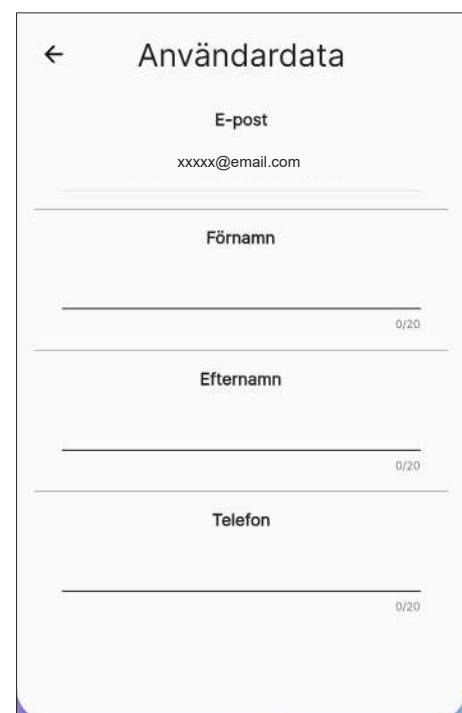 Användardata
E-post
xxxxx@email.com
Förnamn
0/20
Efternamn
0/20
Telefon
0/20